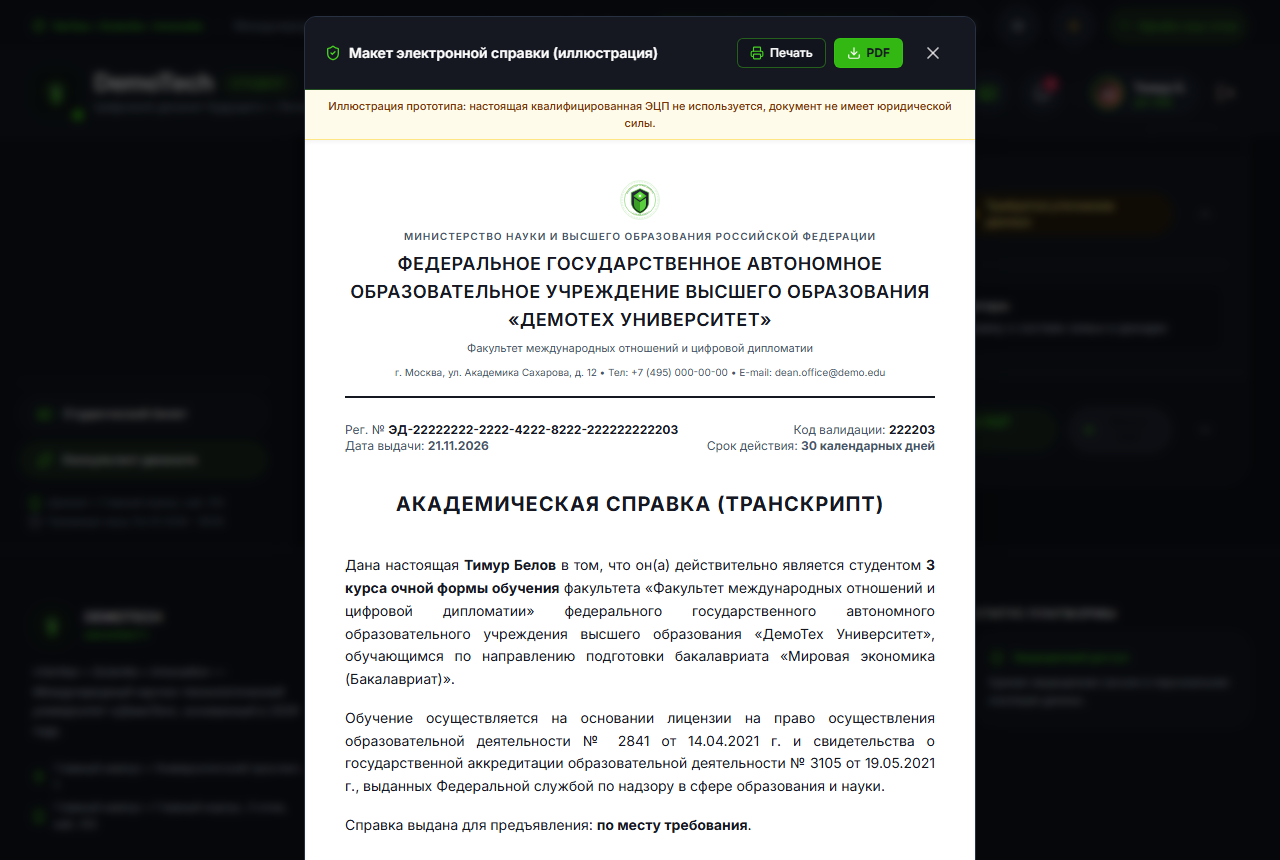 Макет электронной справки (иллюстрация)
Печать
PDF
Иллюстрация прототипа: настоящая квалифицированная ЭЦП не используется, документ не имеет юридической
силы.
МИНИСТЕРСТВО НАУКИ И ВЫСШЕГО ОБРАЗОВАНИЯ РОССИЙСКОЙ ФЕДЕРАЦИИ
ФЕДЕРАЛЬНОЕ ГОСУДАРСТВЕННОЕ АВТОНОМНОЕ
ОБРАЗОВАТЕЛЬНОЕ УЧРЕЖДЕНИЕ ВЫСШЕГО ОБРАЗОВАНИЯ
«ДЕМОТЕХ УНИВЕРСИТЕТ»
Факультет международных отношений и цифровой дипломатии
г. Москва, ул. Академика Сахарова, д. 12 • Тел: +7 (495) 000-00-00 • E-mail: dean.office@demo.edu
Рег. № ЭД-22222222-2222-4222-8222-222222222203
Код валидации: 222203
Дата выдачи: 21.11.2026
Срок действия: 30 календарных дней
АКАДЕМИЧЕСКАЯ СПРАВКА (ТРАНСКРИПТ)
Дана настоящая Тимур Белов в том, что он(а) действительно является студентом 3
курса очной формы обучения факультета «Факультет международных отношений и
цифровой дипломатии» федерального государственного автономного
образовательного учреждения высшего образования «ДемоТех Университет»,
обучающимся по направлению подготовки бакалавриата «Мировая экономика
(Бакалавриат)».
Обучение осуществляется на основании лицензии на право осуществления
образовательной деятельности № 2841 от 14.04.2021 г. и свидетельства о
государственной аккредитации образовательной деятельности № 3105 от 19.05.2021
г., выданных Федеральной службой по надзору в сфере образования и науки.
Справка выдана для предъявления: по месту требования.
DemoTech